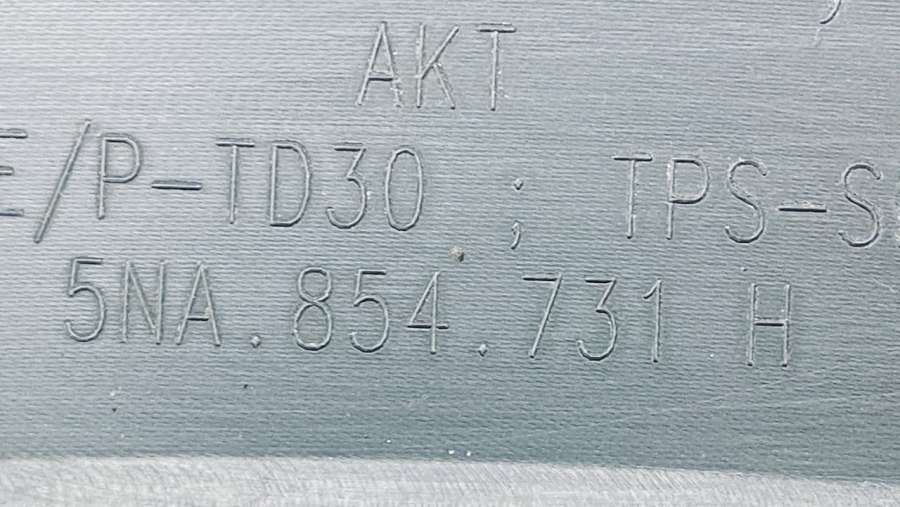 AKT
E/P-TD30 ; TPS-S
5NA.854.731 H